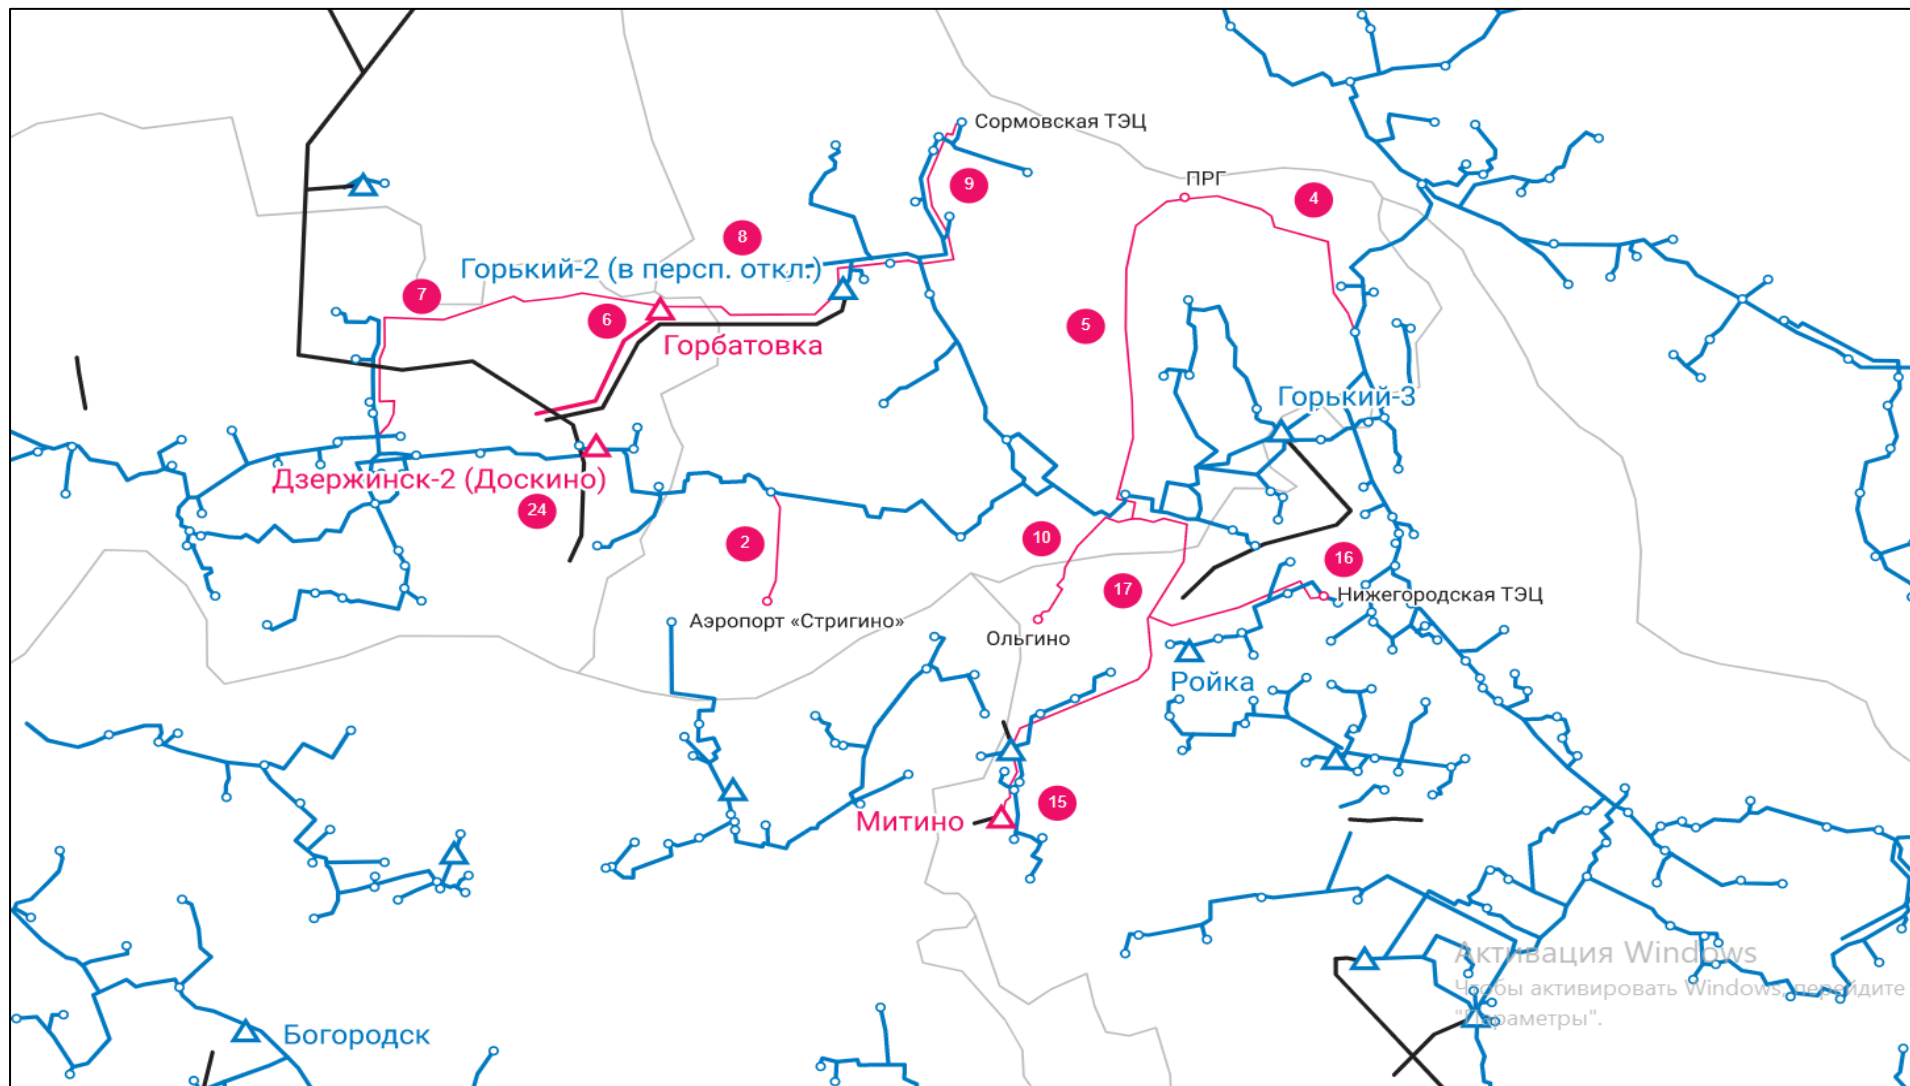 Сормовская ТЭЦ
ПРГ
9
4
8
Горький-2 (в персп. откл.)
7
6
5
Горбатовка
Горький-3
Дзержинск-2 (Доскино)
24
2
10
16
17
Нижегородская ТЭЦ
Аэропорт «Стригино»
Ольгино
Ройка
15
Митино
Активация Windows
Чтобы активировать Windows, перейдите
"Параметры".
Богородск